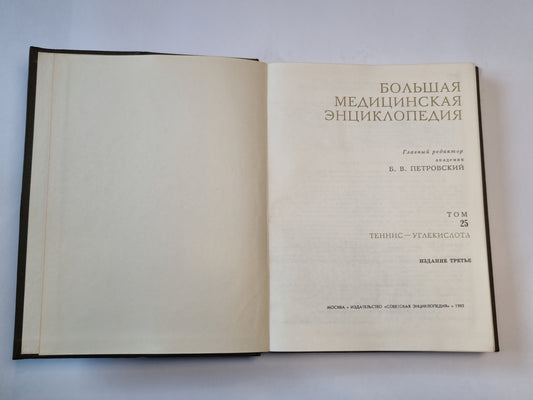 БОЛЬШАЯ
МЕДИЦИНСКАЯ
ЭНЦИКЛОПЕДИЯ
Главный редактор
академик
Б. В. ПЕТРОВСКИЙ
ТОМ
25
ТЕННИС—УГЛЕКИСЛОТА
ИЗДАНИЕ ТРЕТЬЕ
МОСКВА • ИЗДАТЕЛЬСТВО «СОВЕТСКАЯ ЭНЦИКЛОПЕДИЯ» • 1985